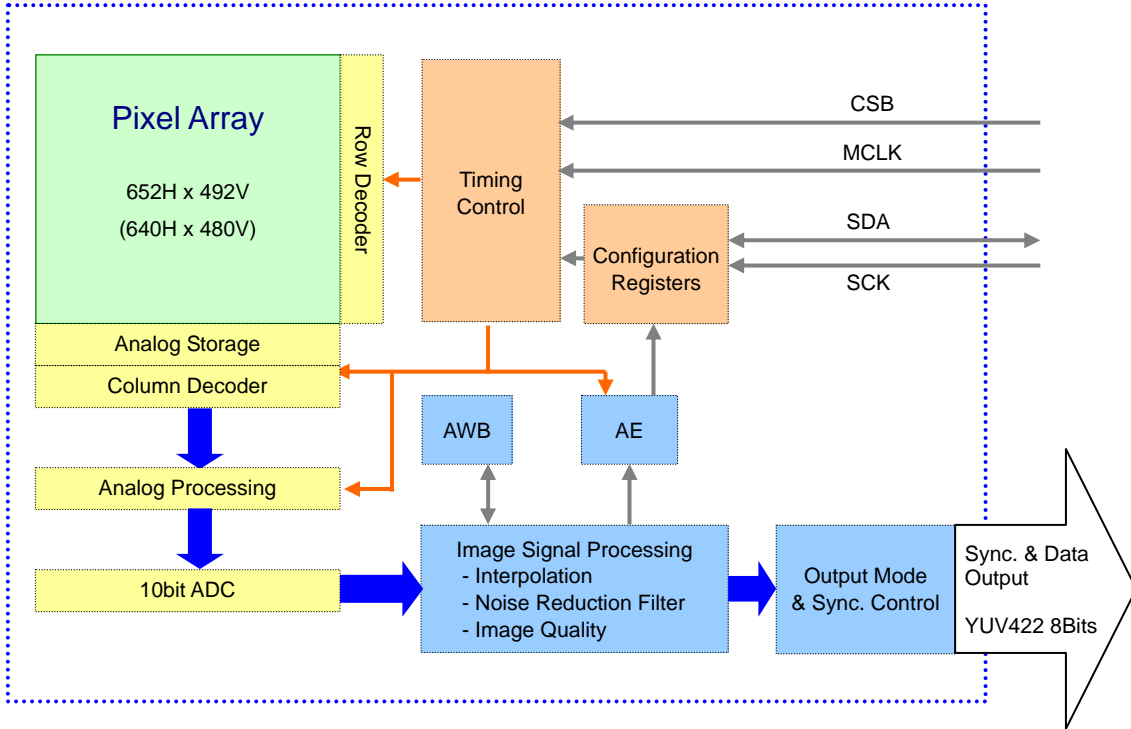 Pixel Array
652H x 492V
(640H x 480V)
Row Decoder
Timing
Control
CSB
MCLK
SDA
SCK
Configuration
Registers
Analog Storage
Column Decoder
AWB
AE
Analog Processing
10bit ADC
Image Signal Processing
- Interpolation
- Noise Reduction Filter
- Image Quality
Output Mode
& Sync. Control
Sync. & Data
Output
YUV422 8Bits